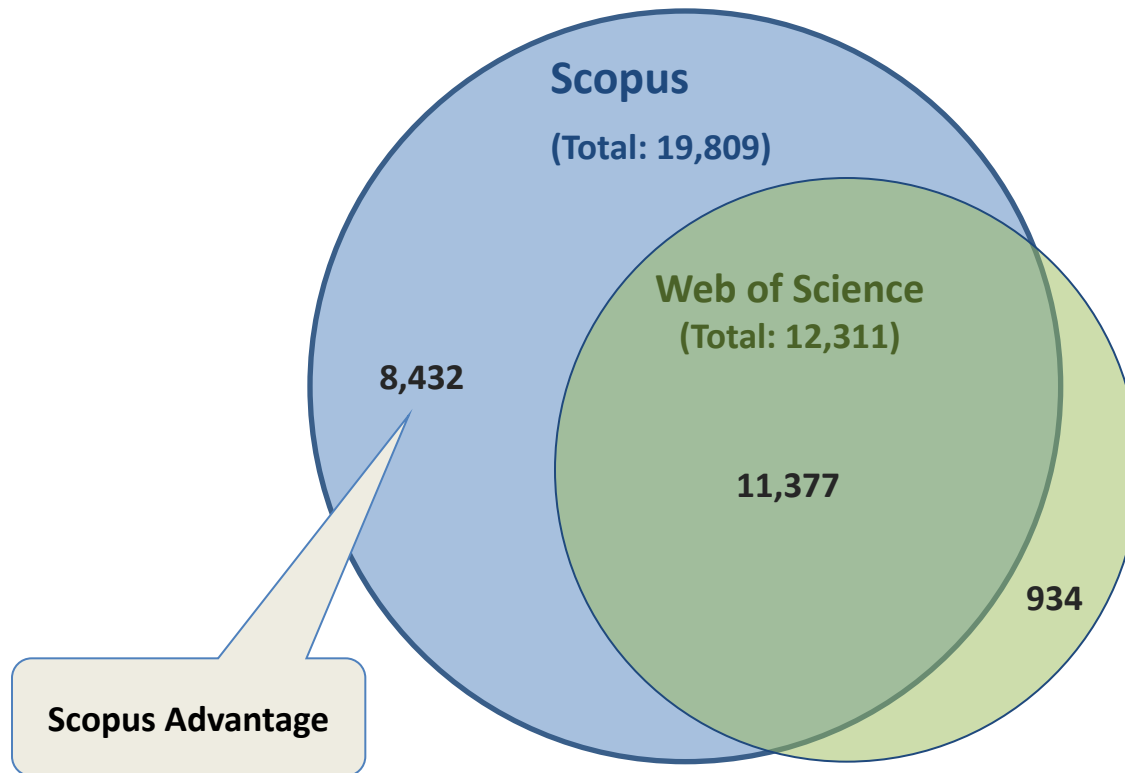 Scopus
(Total: 19,809)
Web of Science
(Total: 12,311)
8,432
11,377
934
Scopus Advantage